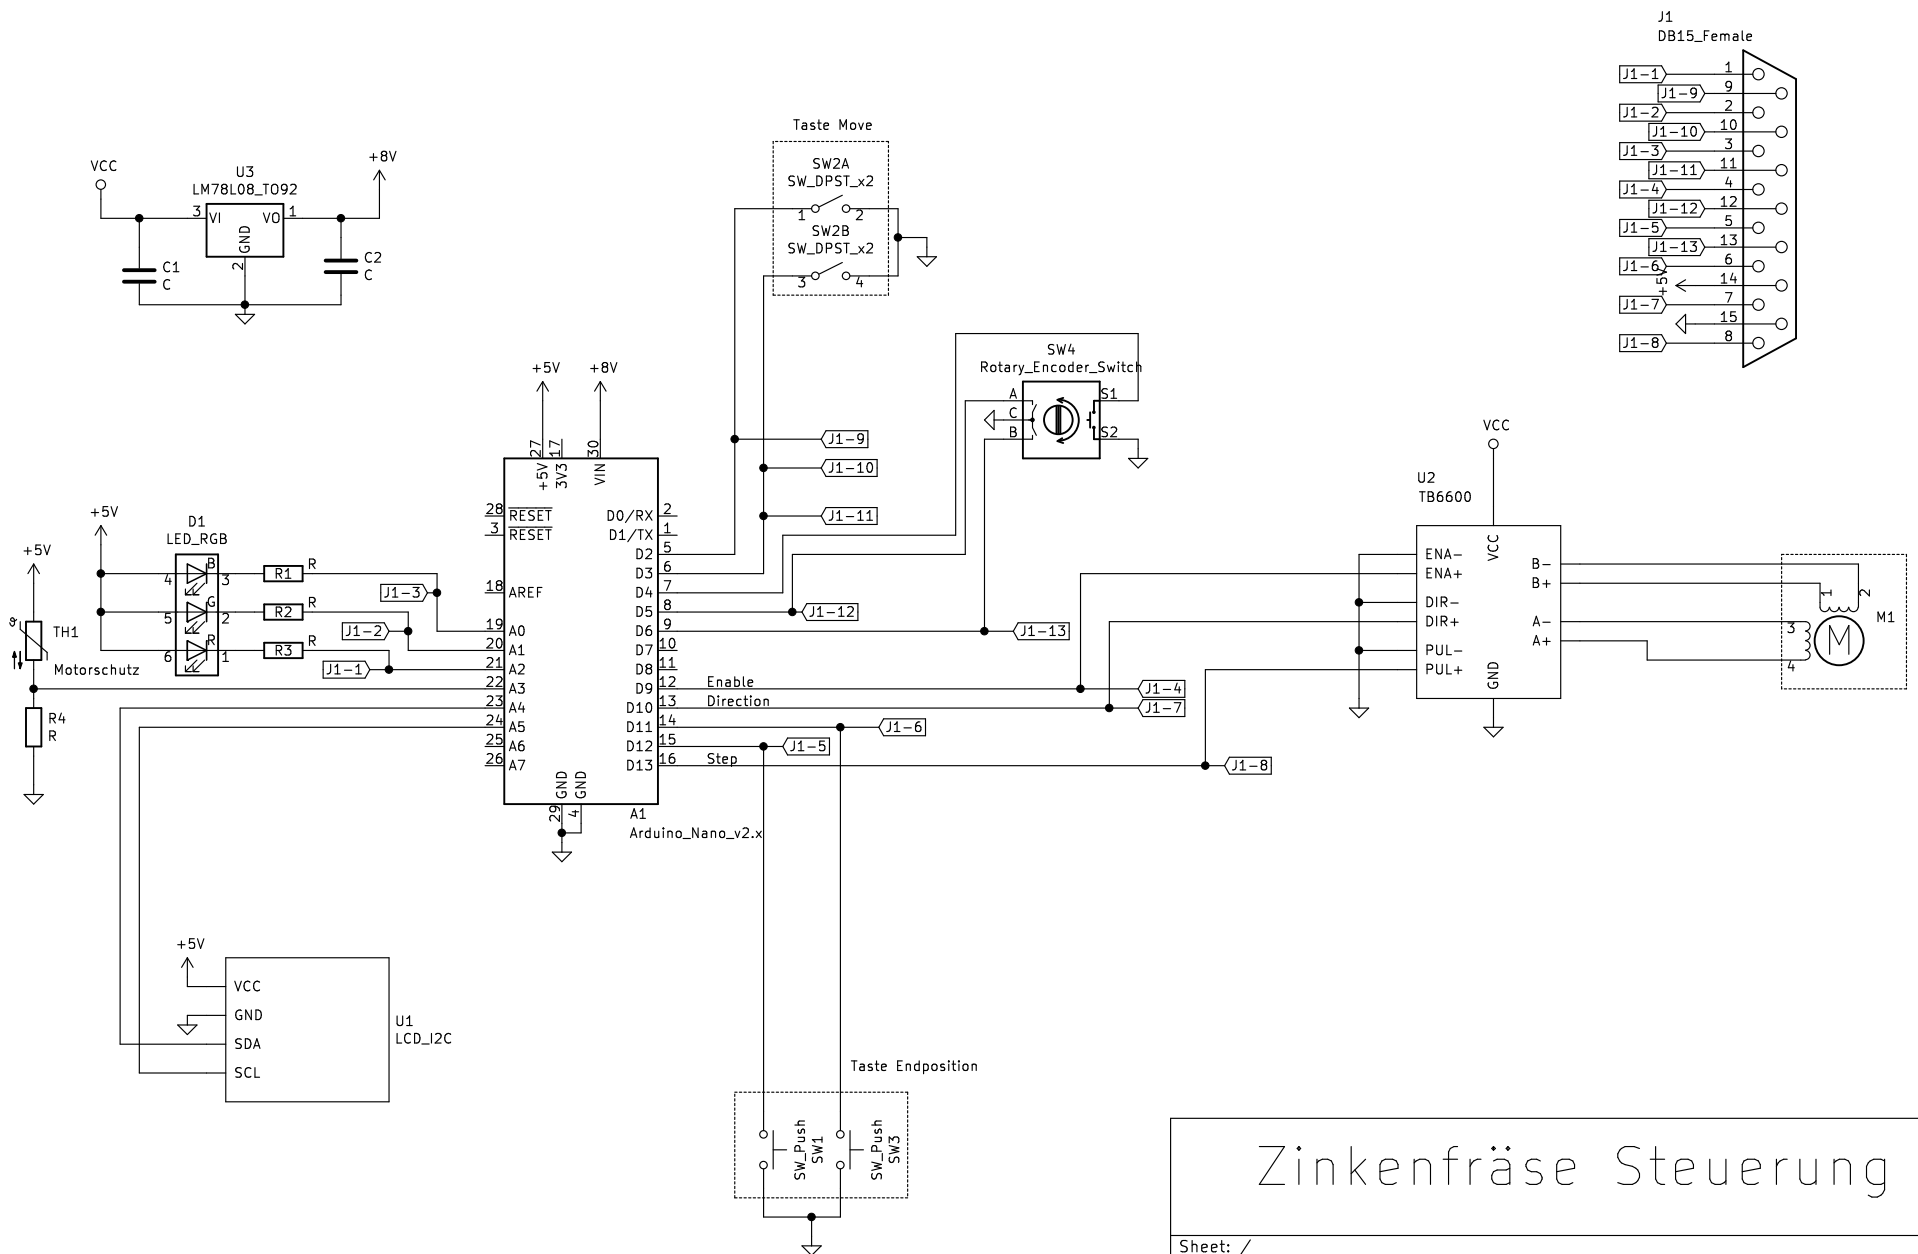 J1
DB15_Female
J1-1
1
J1-9
9
J1-2
2
J1-10
10
J1-3
3
J1-11
11
J1-4
4
J1-12
12
J1-5
5
J1-13
13
J1-6
6
+5V
14
J1-7
7
15
J1-8
8
VCC
U3
LM78L08_TO92
+8V
3
VI
VO
1
GND
2
C1
C
C2
C
Taste Move
SW2A
SW_DPST_x2
1
2
SW2B
SW_DPST_x2
3
4
SW4
Rotary_Encoder_Switch
A
C
B
S1
S2
+5V
+8V
27
17
30
+5V
3V3
VIN
28
RESET
3
RESET
18
AREF
19
A0
20
A1
21
A2
22
A3
23
A4
24
A5
25
A6
26
A7
D0/RX
2
D1/TX
1
D2
5
D3
6
D4
7
D5
8
D6
9
D7
10
D8
11
D9
12
D10
13
D11
14
D12
15
D13
16
GND
GND
29
4
A1
Arduino_Nano_v2.x
J1-9
J1-10
J1-11
J1-12
J1-13
Enable
J1-4
Direction
J1-7
J1-6
J1-5
Step
J1-8
+5V
+5V
D1
LED_RGB
4
B
3
5
G
2
6
R
1
R1
R
R2
R
R3
R
J1-3
J1-2
J1-1
ϑ
TH1
Motorschutz
R4
R
VCC
U2
TB6600
VCC
ENA-
ENA+
DIR-
DIR+
PUL-
PUL+
GND
B-
B+
A-
A+
1
2
3
4
M
M1
+5V
VCC
GND
SDA
SCL
U1
LCD_I2C
Taste Endposition
SW_Push
SW1
SW_Push
SW3
Zinkenfräse Steuerung
Sheet: /